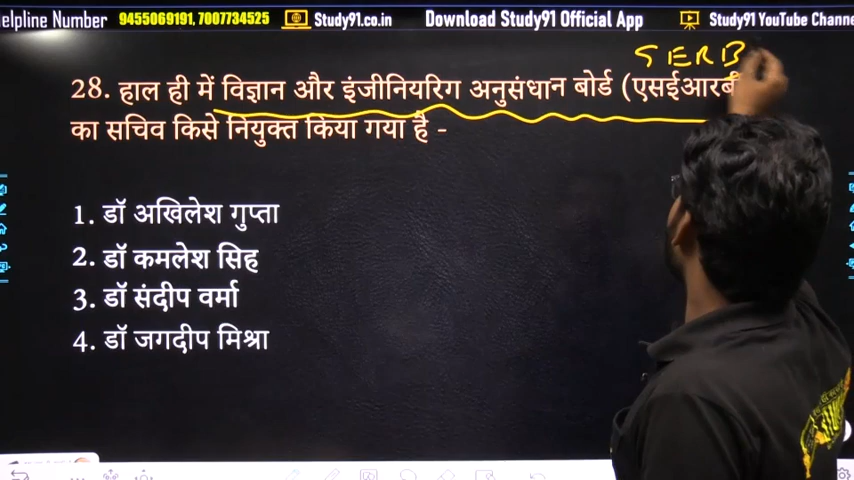 elpline Number 9455069191, 7007734525 Study91.co.in Download Study91 Official App Study91 YouTube Channe
SERB
28. हाल ही में विज्ञान और इंजीनियरिग अनुसंधान बोर्ड (एसईआरबी
का सचिव किसे नियुक्त किया गया है -
1. डॉ अखिलेश गुप्ता
2. डॉ कमलेश सिह
3. डॉ संदीप वर्मा
4. डॉ जगदीप मिश्रा